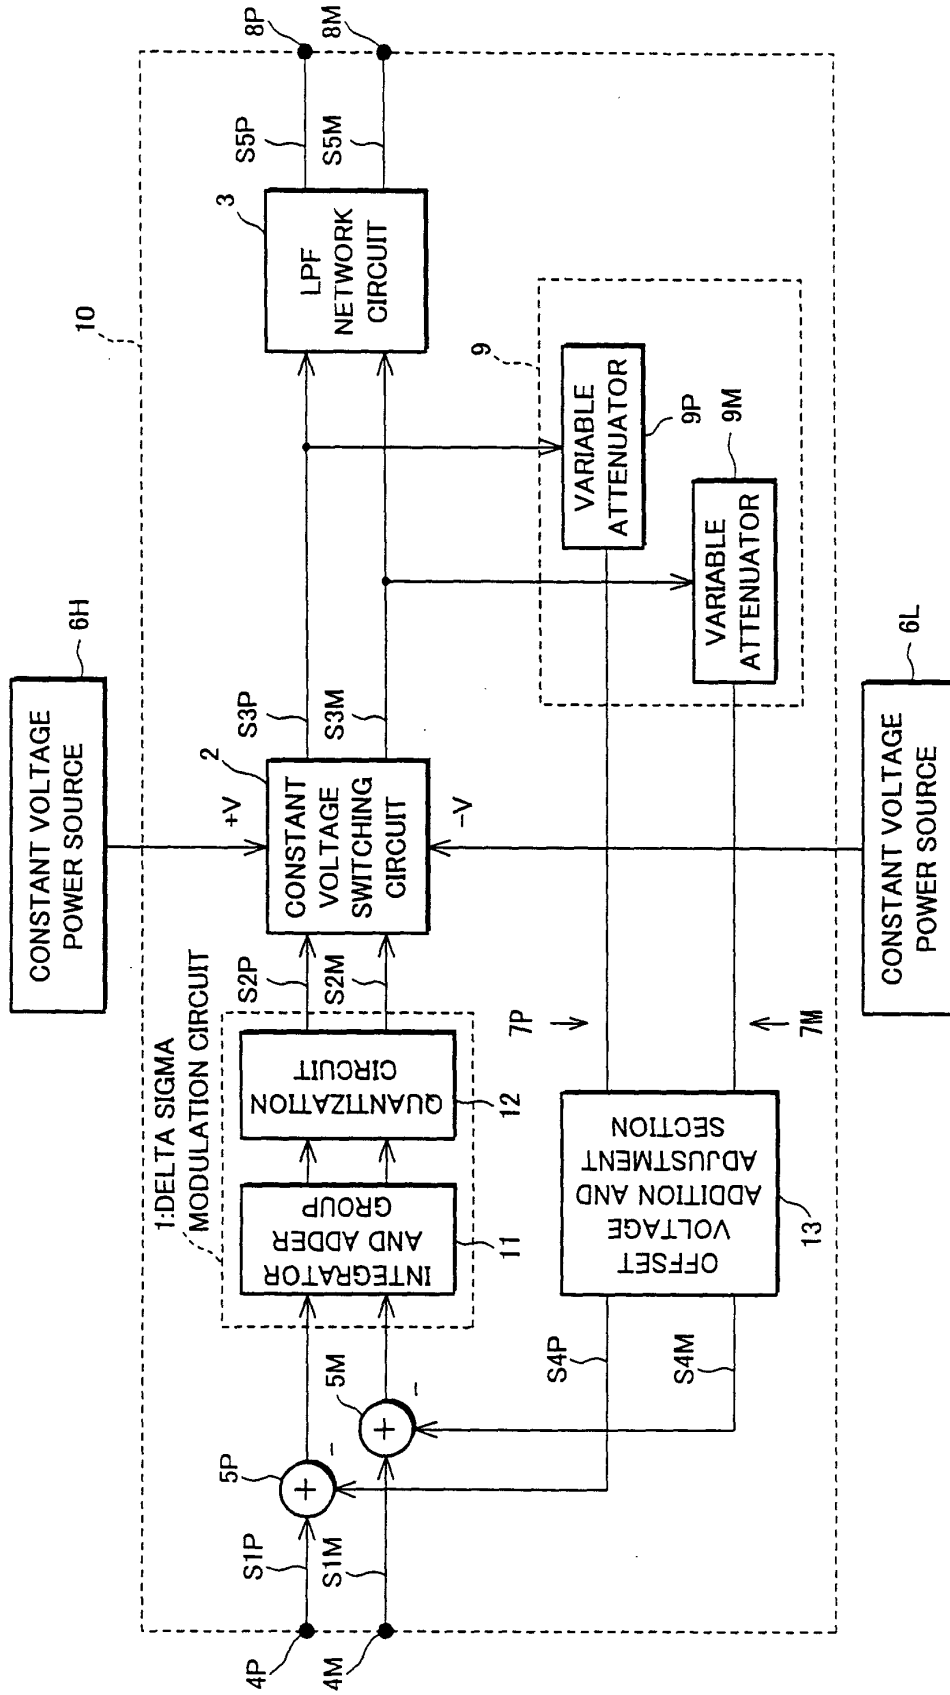 10
CONSTANT VOLTAGE
POWER SOURCE
6H
1:DELTA SIGMA
MODULATION CIRCUIT
4P
4M
S1P
S1M
5P
5M
+
−
+
−
INTEGRATOR
AND ADDER
GROUP
11
QUANTIZATION
CIRCUIT
12
S2P
S2M
+V
−V
2
CONSTANT
VOLTAGE
SWITCHING
CIRCUIT
S3P
S3M
3
LPF
NETWORK
CIRCUIT
S5P
S5M
8P
8M
S4P
S4M
OFFSET
VOLTAGE
ADDITION AND
ADJUSTMENT
SECTION
13
7P
7M
9
VARIABLE
ATTENUATOR
9P
VARIABLE
ATTENUATOR
9M
CONSTANT VOLTAGE
POWER SOURCE
6L